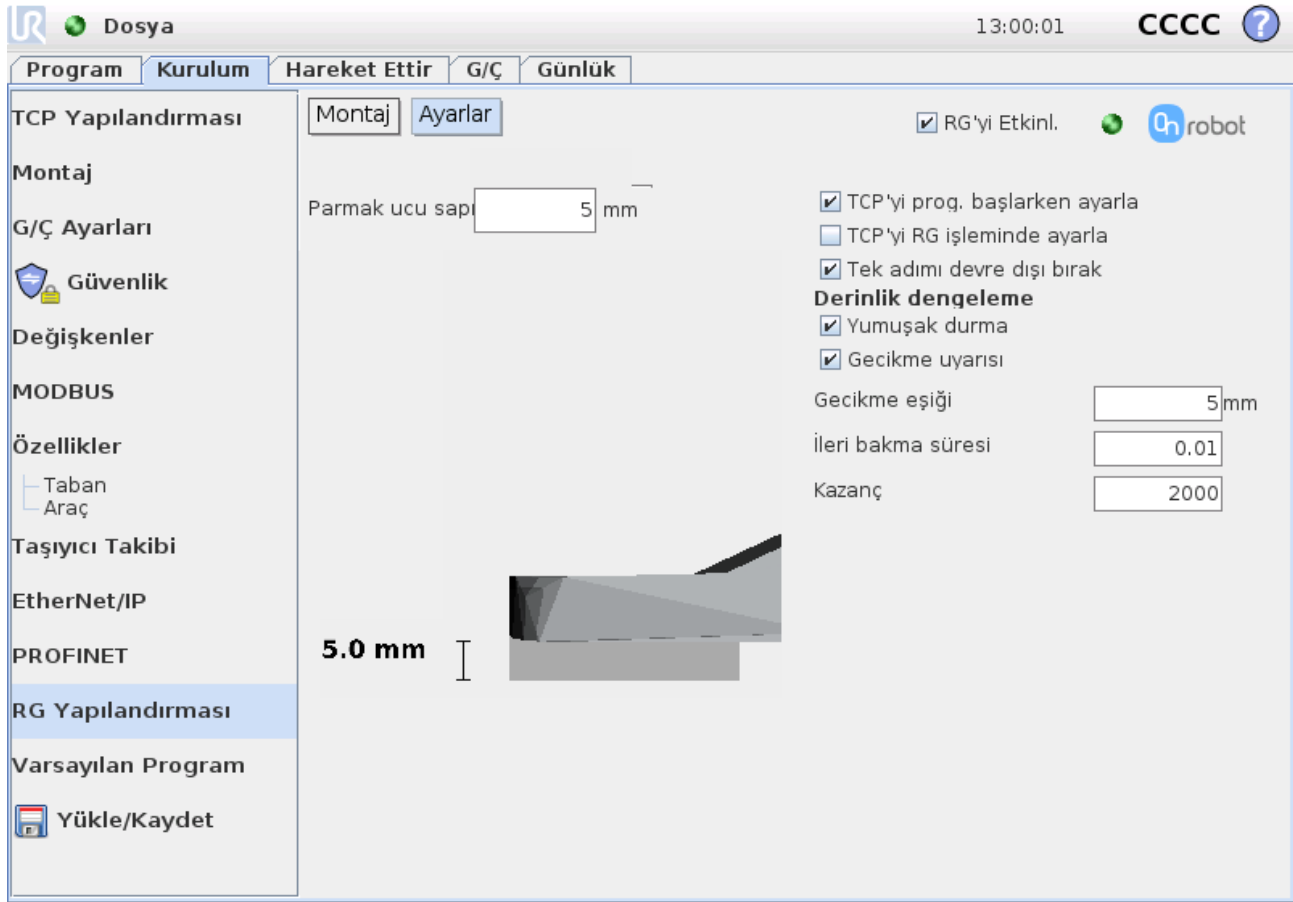 Dosya
13:00:01
CCCC
?
Program
Kurulum
Hareket Ettir
G/Ç
Günlük
TCP Yapılandırması
Montaj
G/Ç Ayarları
Güvenlik
Değişkenler
MODBUS
Özellikler
Taban
Araç
Taşıyıcı Takibi
EtherNet/IP
PROFINET
RG Yapılandırması
Varsayılan Program
Yükle/Kaydet
Montaj
Ayarlar
RG'yi Etkinl.
On robot
Parmak ucu sapı
5 mm
TCP'yi prog. başlarken ayarla
TCP'yi RG işleminde ayarla
Tek adımı devre dışı bırak
Derinlik dengeleme
Yumuşak durma
Gecikme uyarısı
Gecikme eşiği 5 mm
İleri bakma süresi 0.01
Kazanç 2000
5.0 mm